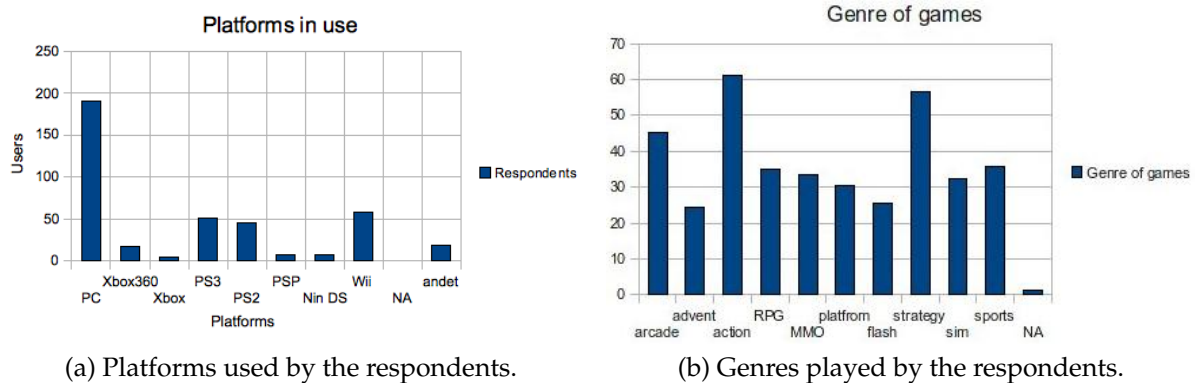 Platforms in use
250
200
150
100
50
0
Users
Xbox360 PS3 PSP Wii andet
PC Xbox PS2 Nin DS NA
Platforms
Respondents
(a) Platforms used by the respondents.
Genre of games
70
60
50
40
30
20
10
0
advent RPG platfrom strategy sports
arcade action MMO flash sim NA
Genre of games
(b) Genres played by the respondents.